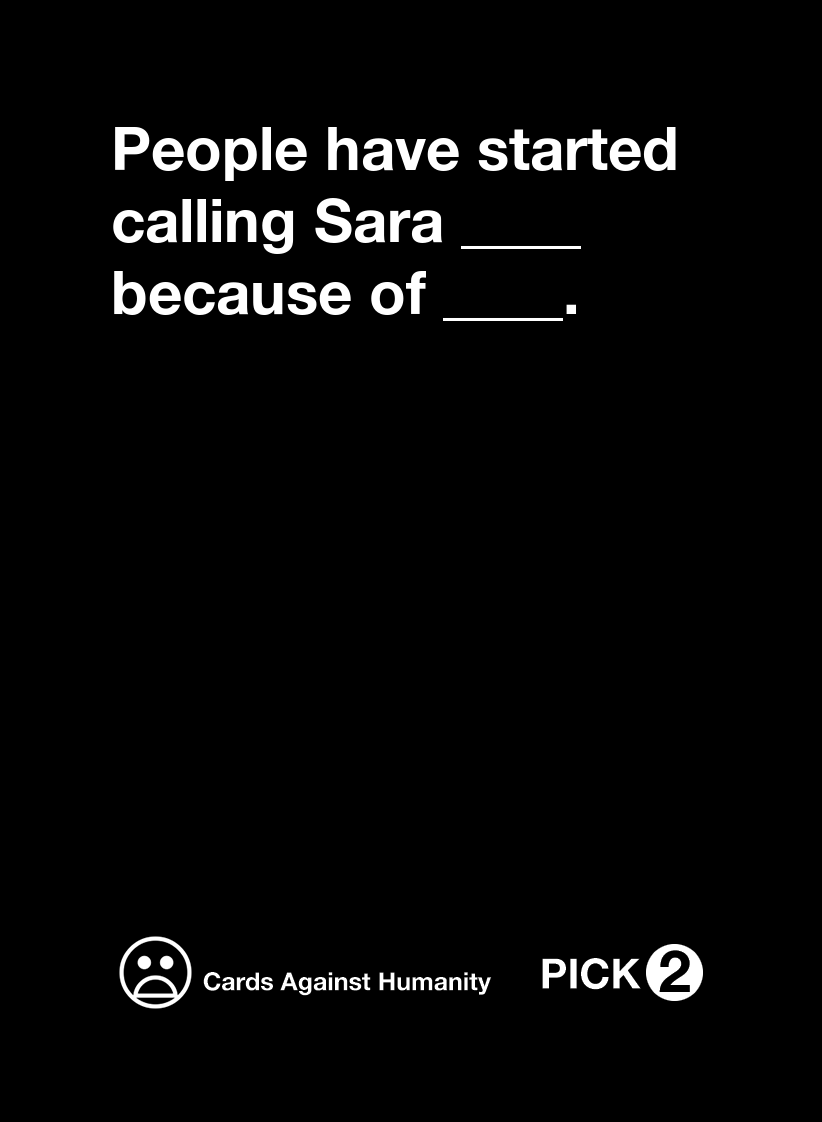 People have started
calling Sara ____
because of ____.
Cards Against Humanity
PICK 2